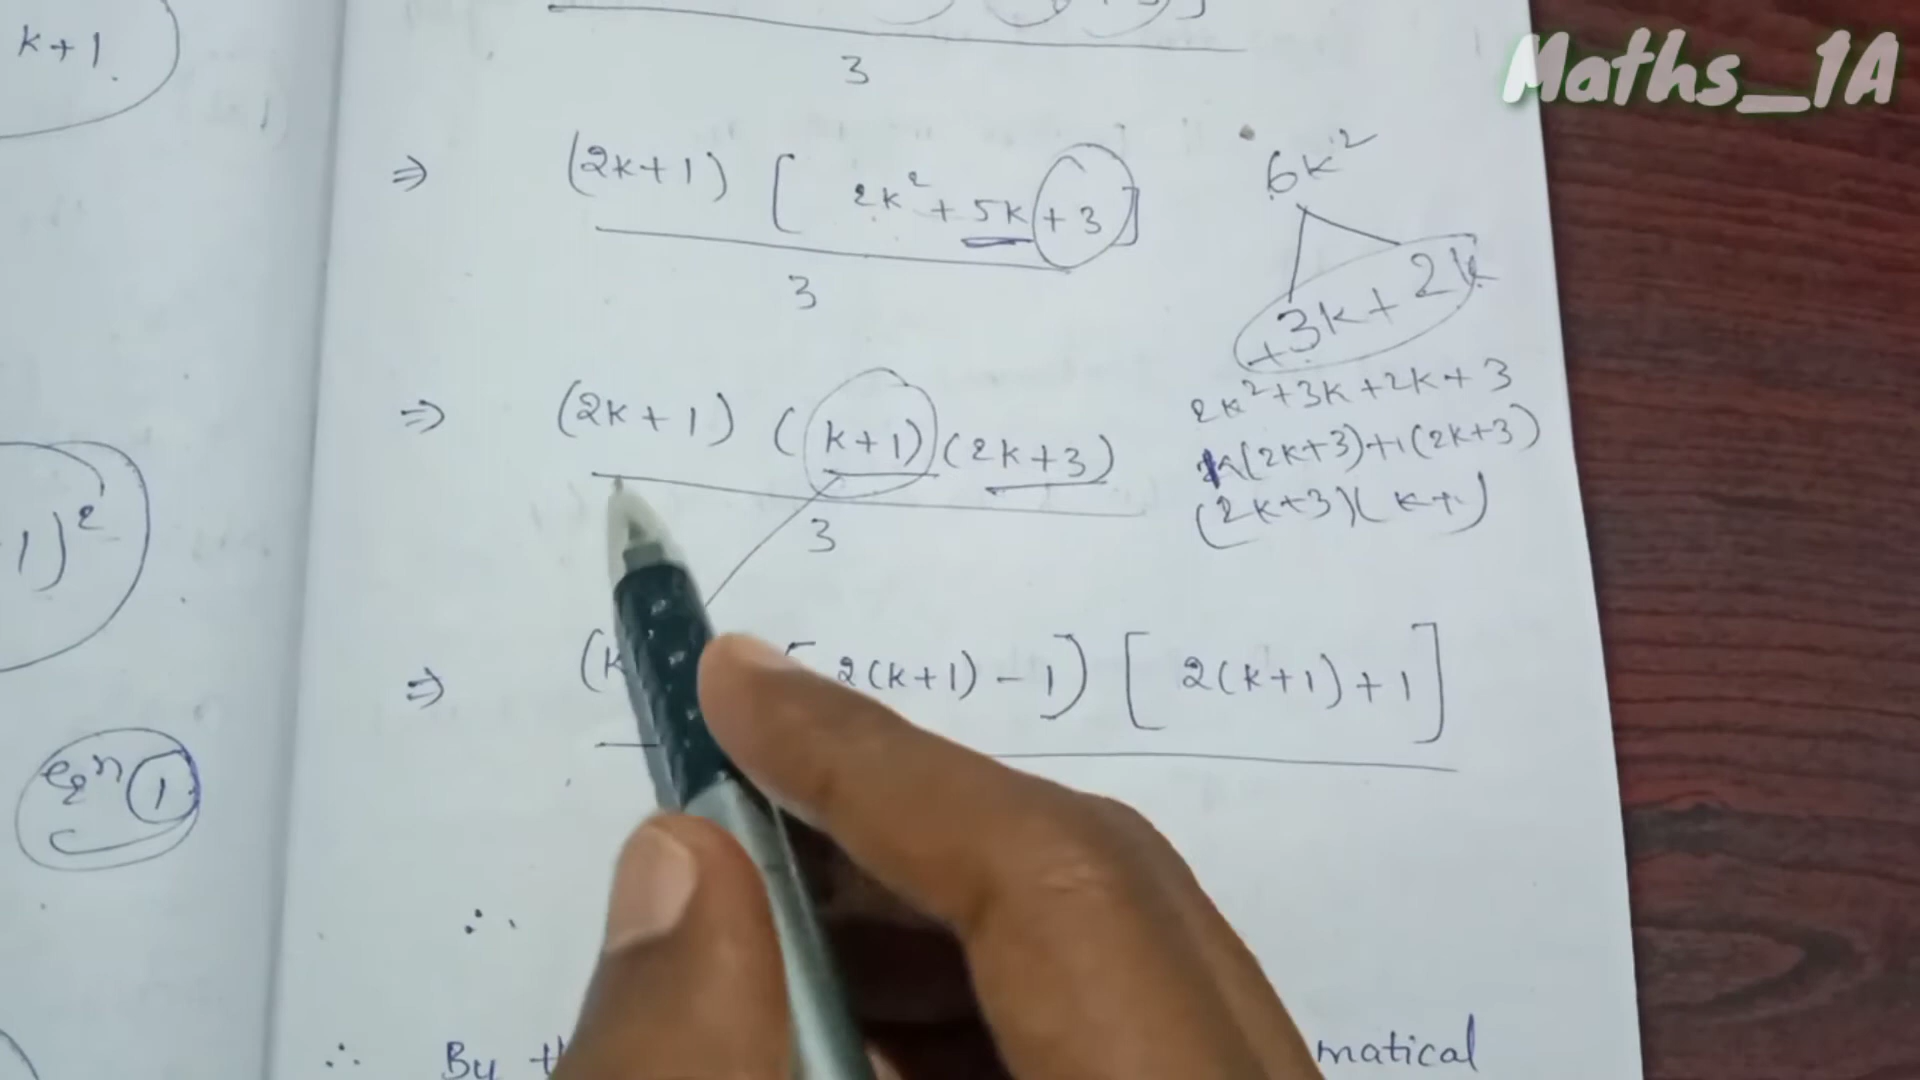 Maths_1A
k+1.
3
⇒ (2k+1) [ 2k² + 5k + 3 ]
3
6k²
+3k + 2k
2k²+3k+2k+3
k(2k+3)+1(2k+3)
(2k+3)(k+1)
⇒ (2k+1) (k+1) (2k+3)
3
1)²
⇒ (k 2(k+1) - 1) [ 2(k+1) + 1 ]
eqn 1
∴
∴ By matical